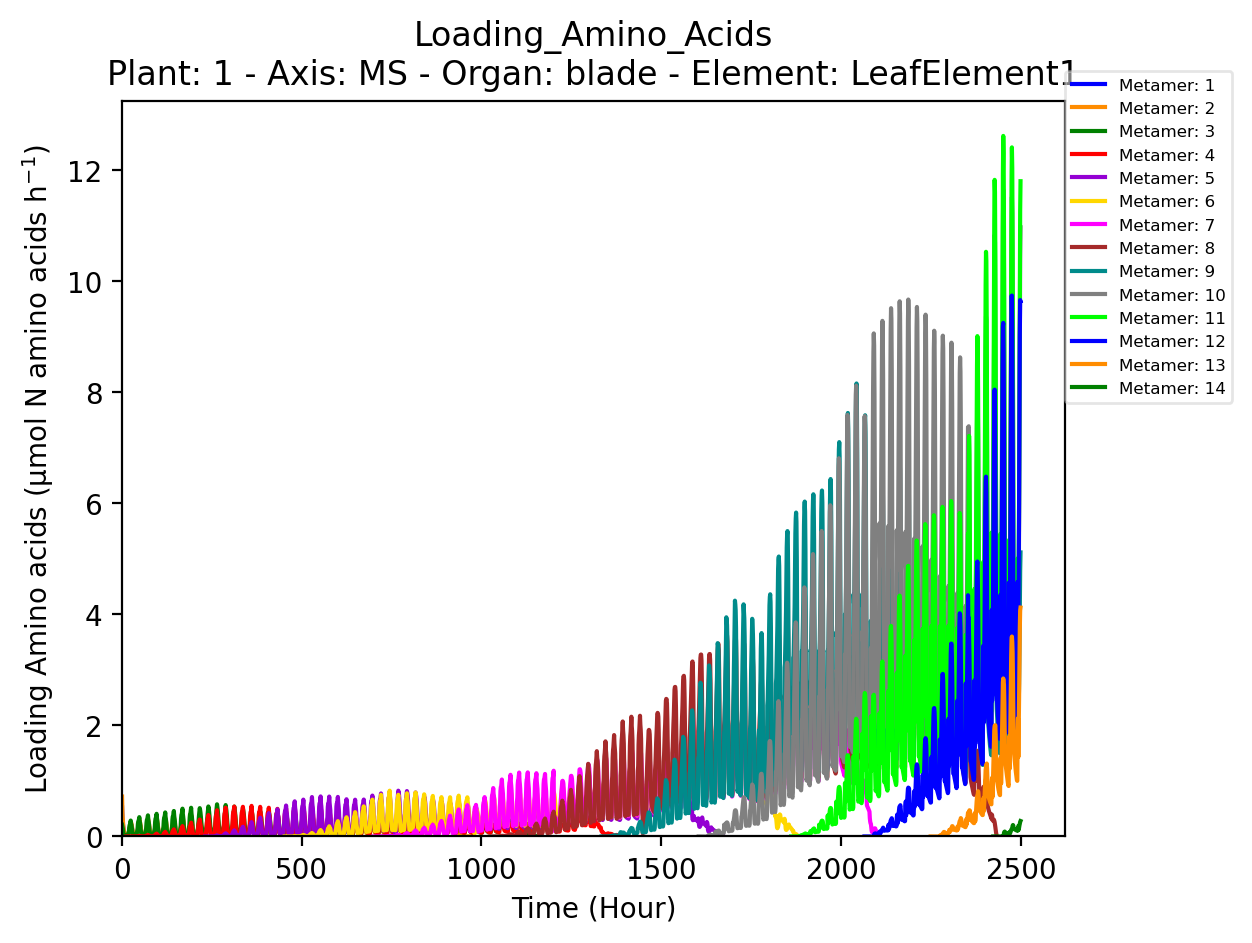 Loading_Amino_Acids
Plant: 1 - Axis: MS - Organ: blade - Element: LeafElement1
Loading Amino acids (µmol N amino acids h⁻¹)
12
10
8
6
4
2
0
0 500 1000 1500 2000 2500
Time (Hour)
Metamer: 1
Metamer: 2
Metamer: 3
Metamer: 4
Metamer: 5
Metamer: 6
Metamer: 7
Metamer: 8
Metamer: 9
Metamer: 10
Metamer: 11
Metamer: 12
Metamer: 13
Metamer: 14